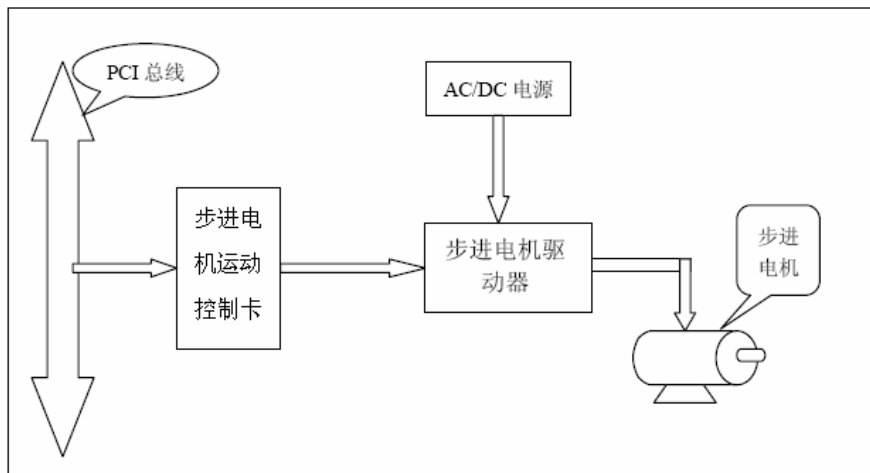 PCI 总线
AC/DC 电源
步进电
机运动
控制卡
步进电机驱
动器
步进
电机